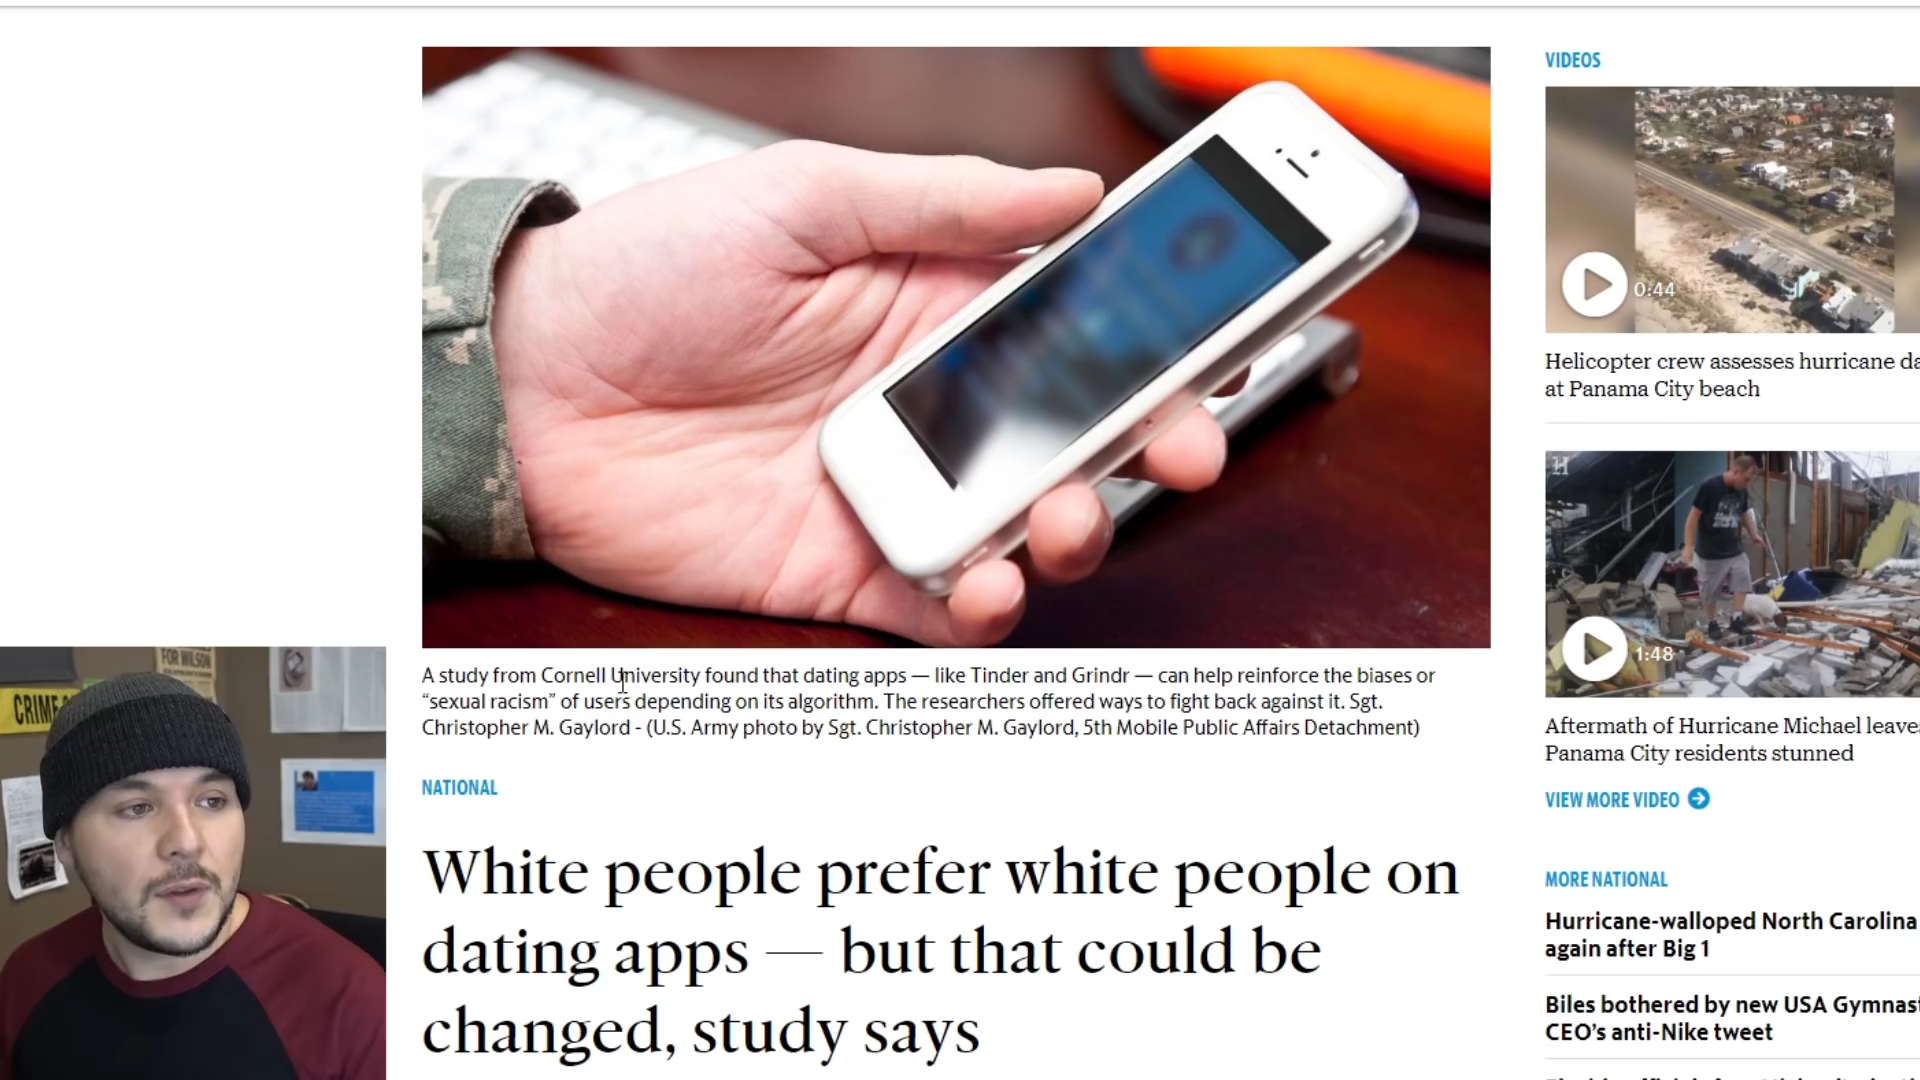 A study from Cornell University found that dating apps — like Tinder and Grindr — can help reinforce the biases or
“sexual racism” of users depending on its algorithm. The researchers offered ways to fight back against it. Sgt.
Christopher M. Gaylord - (U.S. Army photo by Sgt. Christopher M. Gaylord, 5th Mobile Public Affairs Detachment)
NATIONAL
White people prefer white people on
dating apps — but that could be
changed, study says
VIDEOS
0:44
Helicopter crew assesses hurricane da
at Panama City beach
H
1:48
Aftermath of Hurricane Michael leave
Panama City residents stunned
VIEW MORE VIDEO
MORE NATIONAL
Hurricane-walloped North Carolina
again after Big 1
Biles bothered by new USA Gymnas
CEO’s anti-Nike tweet
FOR WILSON
CRIME